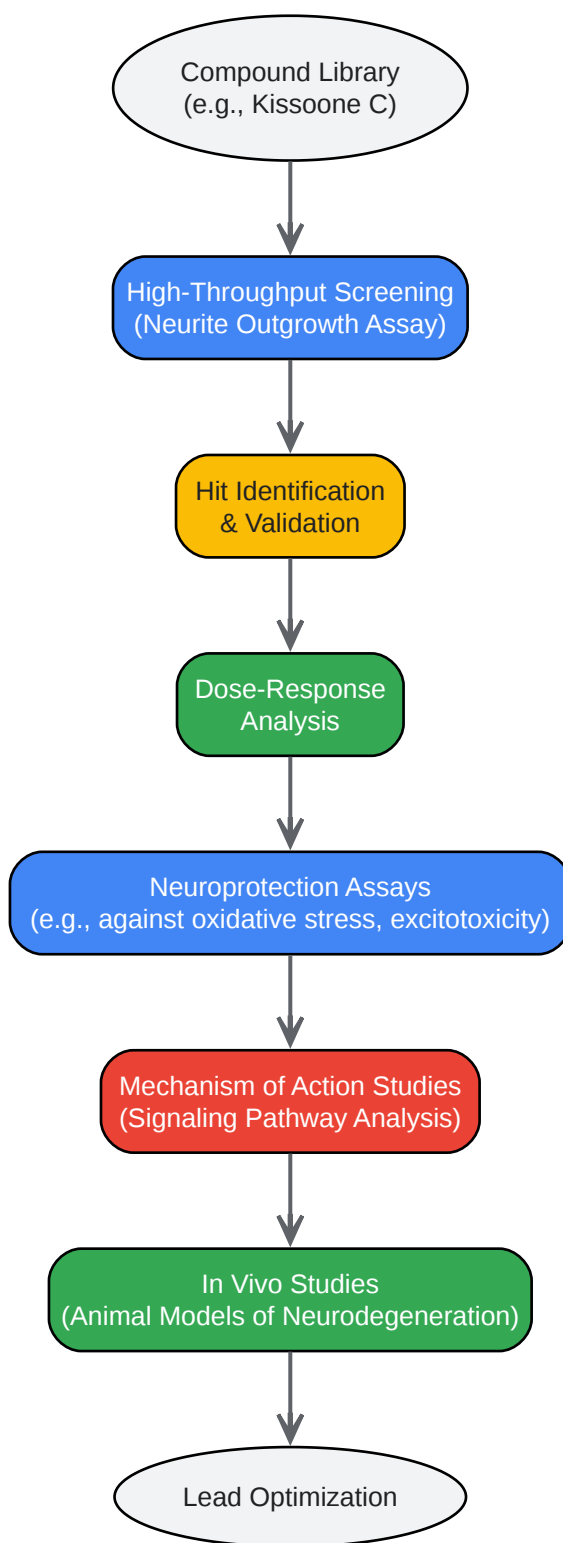 Compound Library
(e.g., Kissoone C)
High-Throughput Screening
(Neurite Outgrowth Assay)
Hit Identification
& Validation
Dose-Response
Analysis
Neuroprotection Assays
(e.g., against oxidative stress, excitotoxicity)
Mechanism of Action Studies
(Signaling Pathway Analysis)
In Vivo Studies
(Animal Models of Neurodegeneration)
Lead Optimization